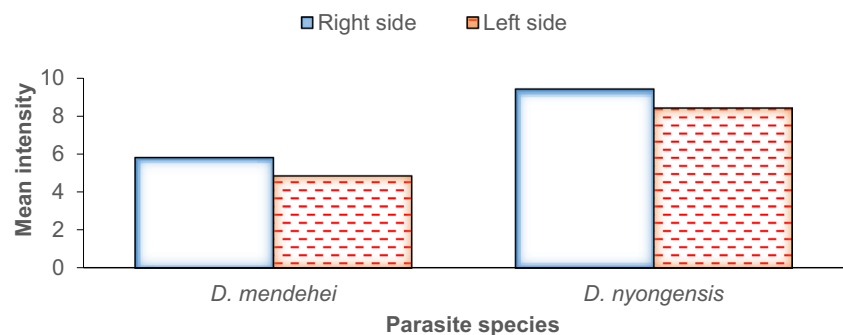 Right side Left side
10
8
6
4
2
0
Mean intensity
D. mendehei D. nyongensis
Parasite species